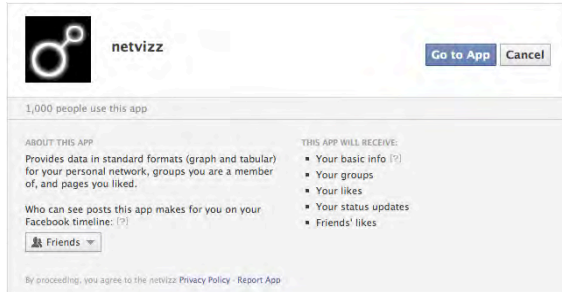 netvizz
Go to App
Cancel
1,000 people use this app
ABOUT THIS APP
Provides data in standard formats (graph and tabular)
for your personal network, groups you are a member
of, and pages you liked.
Who can see posts this app makes for you on your
Facebook timeline: [?]
Friends
THIS APP WILL RECEIVE:
▪ Your basic info [?]
▪ Your groups
▪ Your likes
▪ Your status updates
▪ Friends' likes
By proceeding, you agree to the netvizz Privacy Policy · Report App